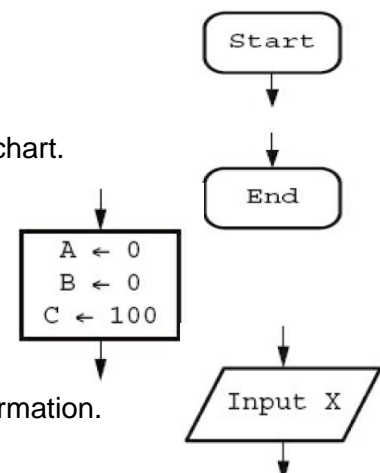 Start
chart.
End
A ← 0
B ← 0
C ← 100
Input X
rmation.